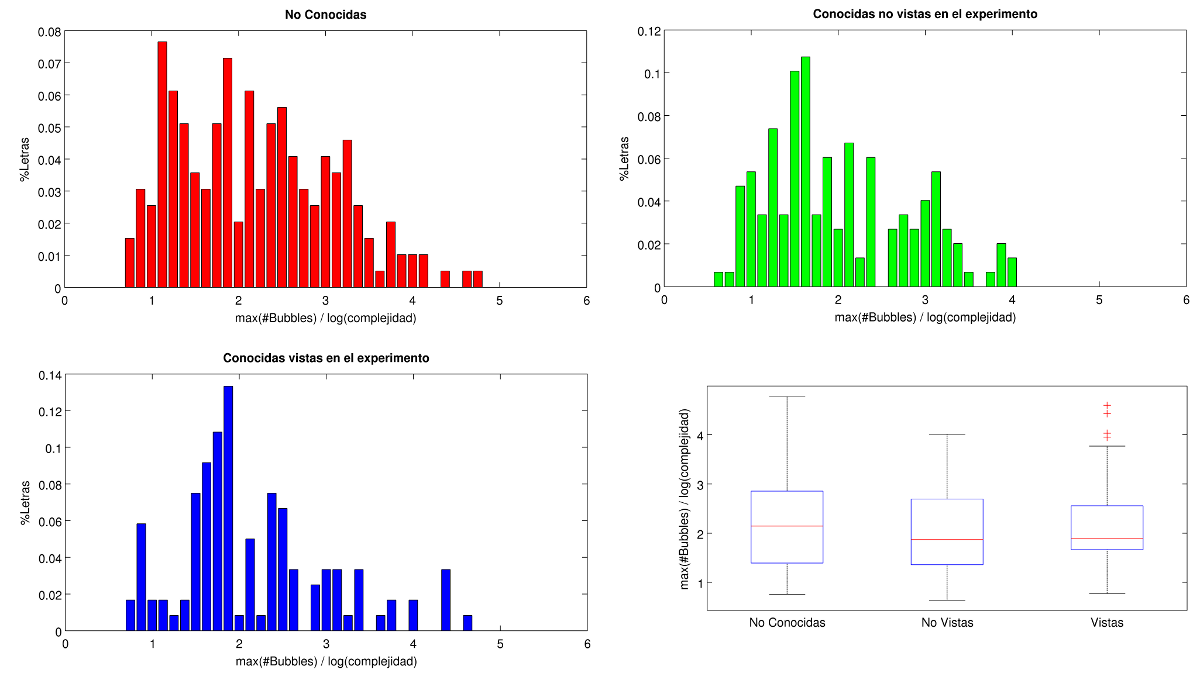 No Conocidas
0.08
0.07
0.06
0.05
0.04
0.03
0.02
0.01
0
%Letras
0 1 2 3 4 5 6
max(#Bubbles) / log(complejidad)
Conocidas no vistas en el experimento
0.12
0.1
0.08
0.06
0.04
0.02
0
%Letras
0 1 2 3 4 5 6
max(#Bubbles) / log(complejidad)
Conocidas vistas en el experimento
0.14
0.12
0.1
0.08
0.06
0.04
0.02
0
%Letras
0 1 2 3 4 5 6
max(#Bubbles) / log(complejidad)
max(#Bubbles) / log(complejidad)
4
3
2
1
No Conocidas No Vistas Vistas